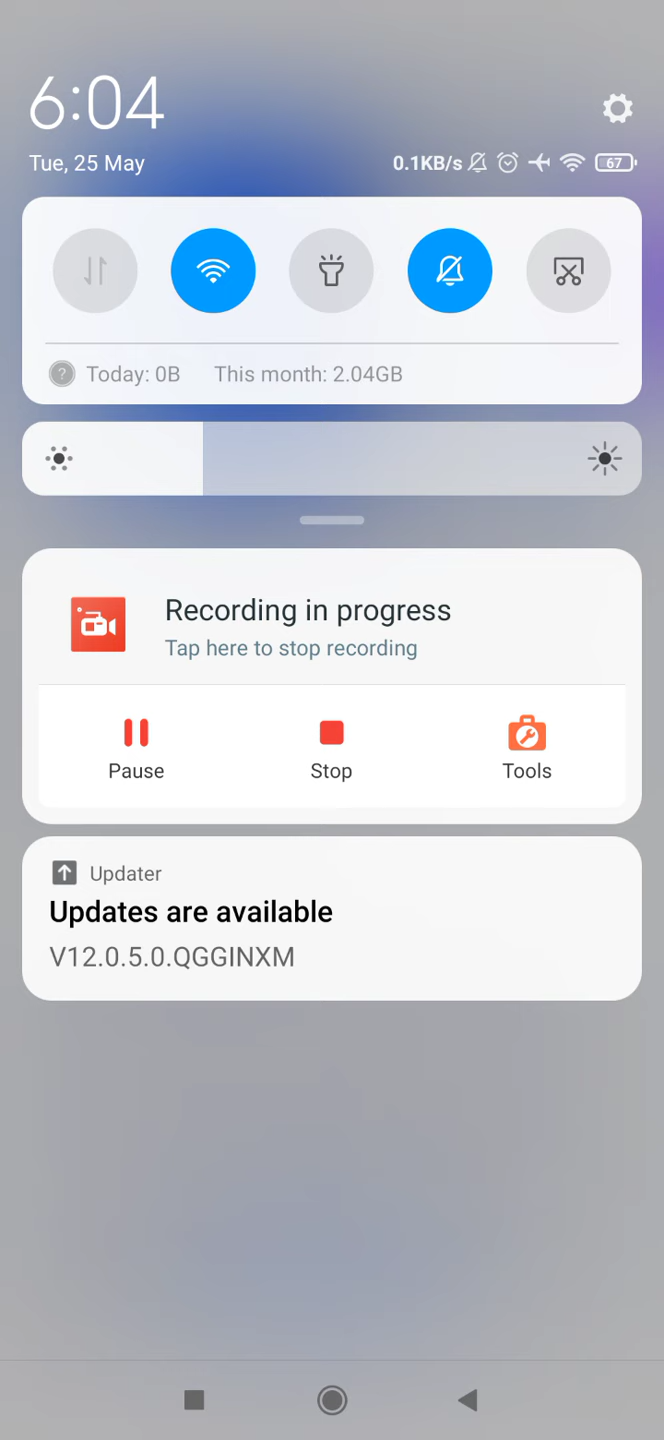 6:04
Tue, 25 May
0.1KB/s
67
?
Today: 0B This month: 2.04GB
Recording in progress
Tap here to stop recording
Pause Stop Tools
Updater
Updates are available
V12.0.5.0.QGGINXM